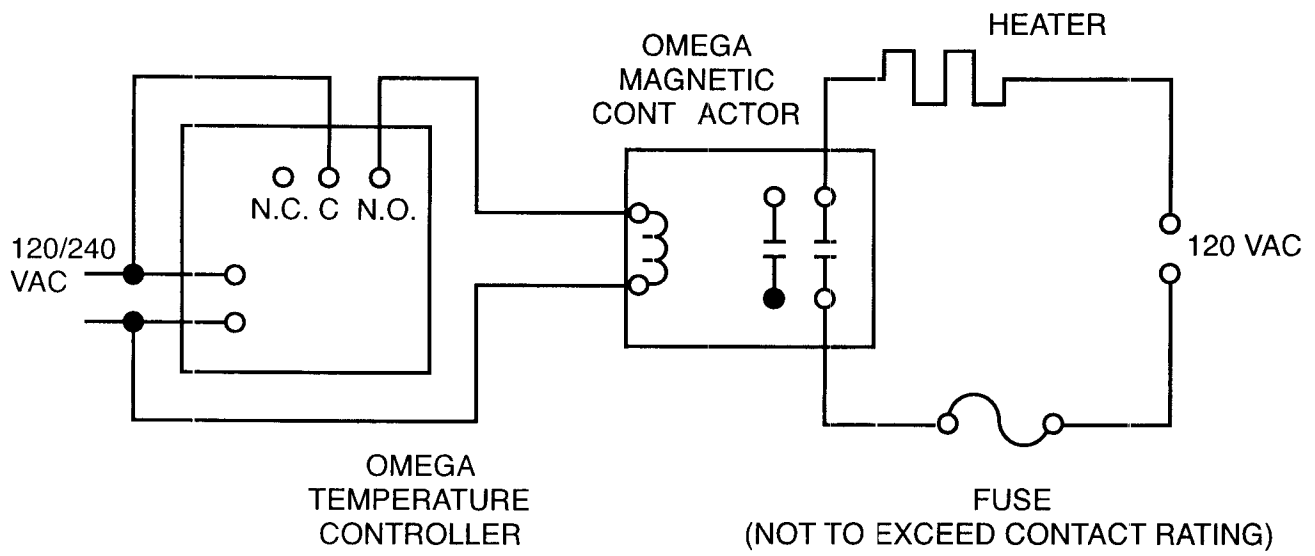 HEATER
OMEGA
MAGNETIC
CONT ACTOR
N.C. C N.O.
120/240
VAC
120 VAC
OMEGA
TEMPERATURE
CONTROLLER
FUSE
(NOT TO EXCEED CONTACT RATING)